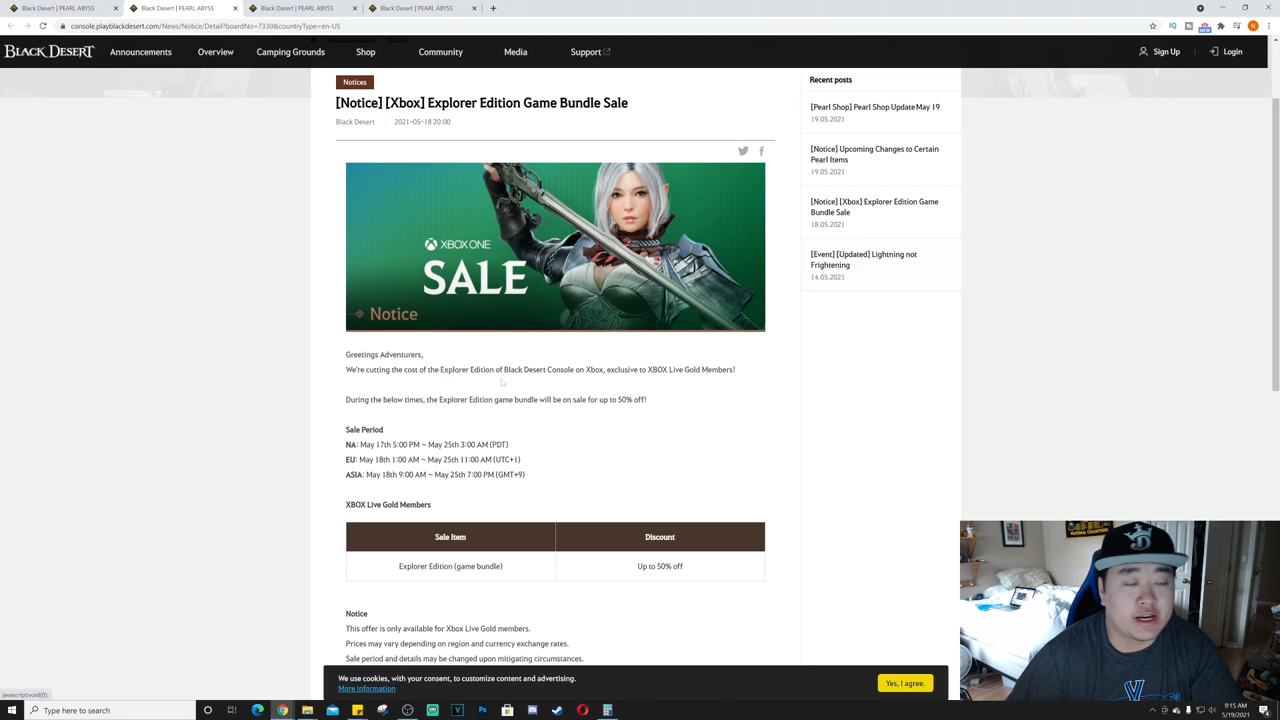 Black Desert | PEARL ABYSS
Black Desert | PEARL ABYSS
Black Desert | PEARL ABYSS
Black Desert | PEARL ABYSS
console.playblackdesert.com/News/Notice/Detail?boardNo=7330&countryType=en-US
BLACK DESERT
Announcements
Overview
Camping Grounds
Shop
Community
Media
Support
Sign Up
Login
Notices
[Notice] [Xbox] Explorer Edition Game Bundle Sale
Black Desert
2021-05-18 20:00
XBOX ONE
SALE
Notice
Greetings Adventurers,
We're cutting the cost of the Explorer Edition of Black Desert Console on Xbox, exclusive to XBOX Live Gold Members!
During the below times, the Explorer Edition game bundle will be on sale for up to 50% off!
Sale Period
NA: May 17th 5:00 PM ~ May 25th 3:00 AM (PDT)
EU: May 18th 1:00 AM ~ May 25th 11:00 AM (UTC+1)
ASIA: May 18th 9:00 AM ~ May 25th 7:00 PM (GMT+9)
XBOX Live Gold Members
Sale Item
Discount
Explorer Edition (game bundle)
Up to 50% off
Notice
This offer is only available for Xbox Live Gold members.
Prices may vary depending on region and currency exchange rates.
Sale period and details may be changed upon mitigating circumstances.
Recent posts
[Pearl Shop] Pearl Shop Update May 19
19.05.2021
[Notice] Upcoming Changes to Certain
Pearl Items
19.05.2021
[Notice] [Xbox] Explorer Edition Game
Bundle Sale
18.05.2021
[Event] [Updated] Lightning not
Frightening
14.05.2021
We use cookies, with your consent, to customize content and advertising.
More information
Yes, I agree.
javascript:void(0);
Type here to search
9:15 AM
5/19/2021